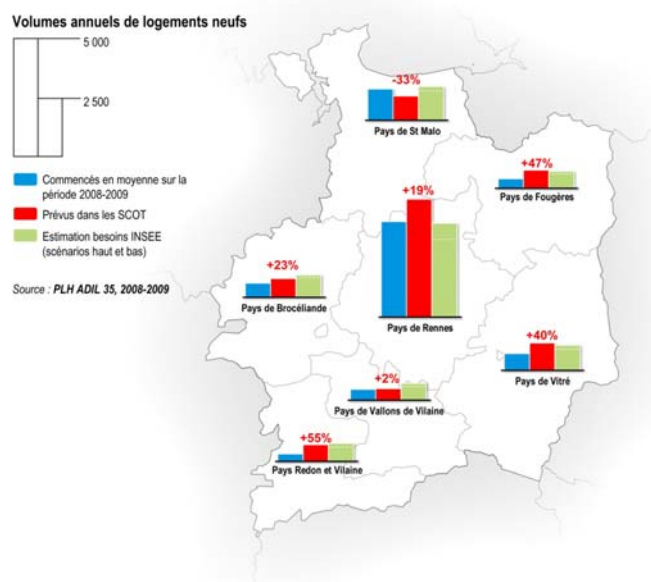 Volumes annuels de logements neufs
5 000
2 500
Commencés en moyenne sur la
période 2008-2009
Prévus dans les SCOT
Estimation besoins INSEE
(scénarios haut et bas)
Source : PLH ADIL 35, 2008-2009
-33%
Pays de St Malo
+47%
Pays de Fougères
+19%
Pays de Rennes
+23%
Pays de Brocéliande
+40%
Pays de Vitré
+2%
Pays de Vallons de Vilaine
+55%
Pays Redon et Vilaine